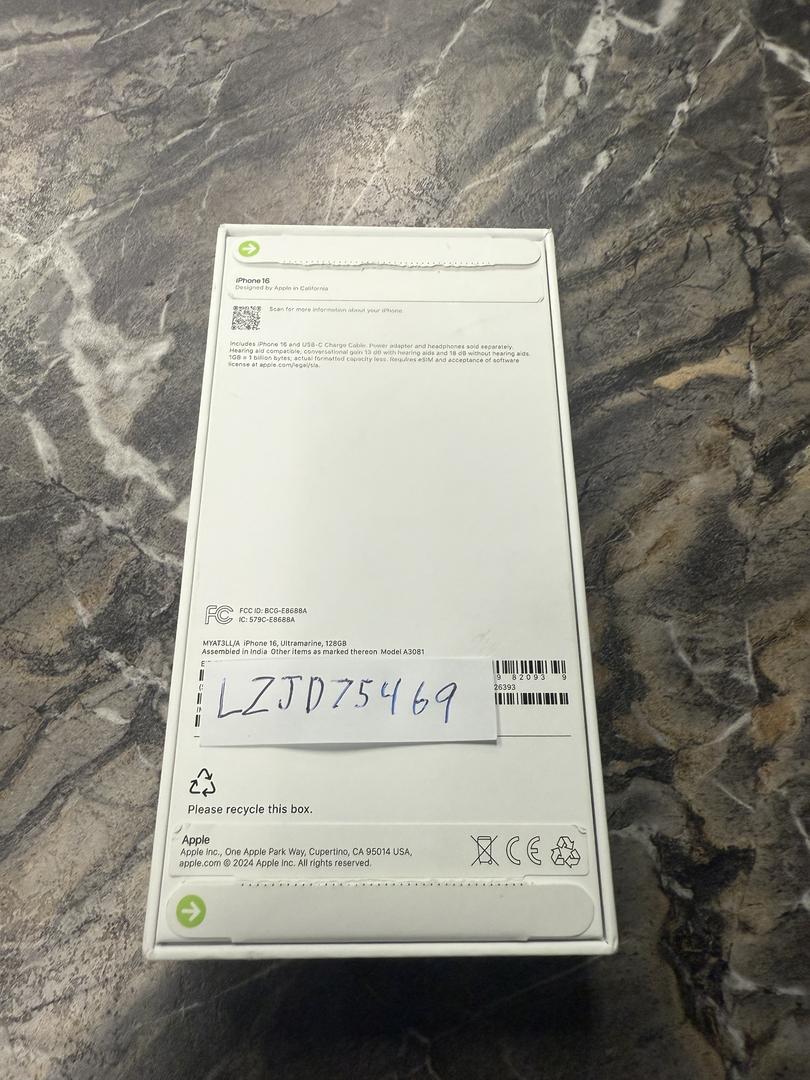 iPhone 16
Designed by Apple in California
Scan for more information about your iPhone.
Includes iPhone 16 and USB-C Charge Cable. Power adapter and headphones sold separately.
Hearing aid compatible; conversational gain 13 dB with hearing aids and 18 dB without hearing aids.
1GB = 1 billion bytes; actual formatted capacity less. Requires eSIM and acceptance of software
license at apple.com/legal/sla.
FC
FCC ID: BCG-E8688A
IC: 579C-E8688A
MYAT3LL/A iPhone 16, Ultramarine, 128GB
Assembled in India Other items as marked thereon Model A3081
9 82093 9
26393
LZJD75469
Please recycle this box.
Apple
Apple Inc., One Apple Park Way, Cupertino, CA 95014 USA,
apple.com © 2024 Apple Inc. All rights reserved.
CE